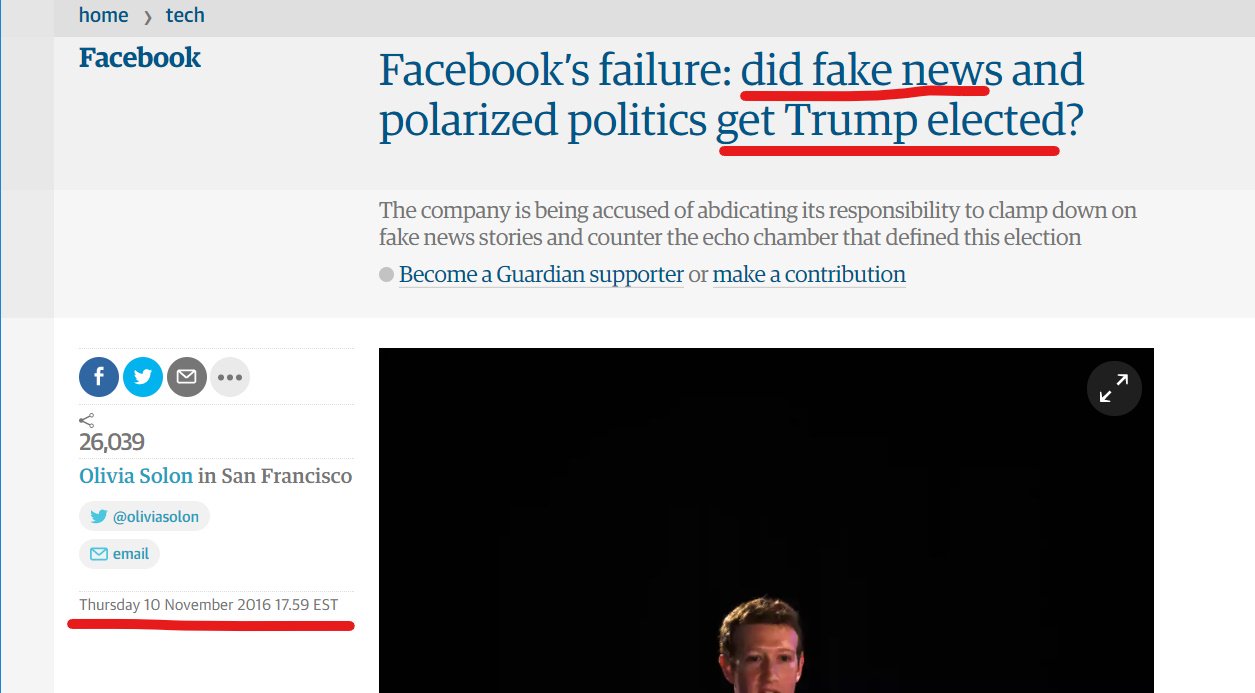 home › tech
Facebook
Facebook’s failure: did fake news and
polarized politics get Trump elected?
The company is being accused of abdicating its responsibility to clamp down on
fake news stories and counter the echo chamber that defined this election
Become a Guardian supporter or make a contribution
26,039
Olivia Solon in San Francisco
@oliviasolon
email
Thursday 10 November 2016 17.59 EST